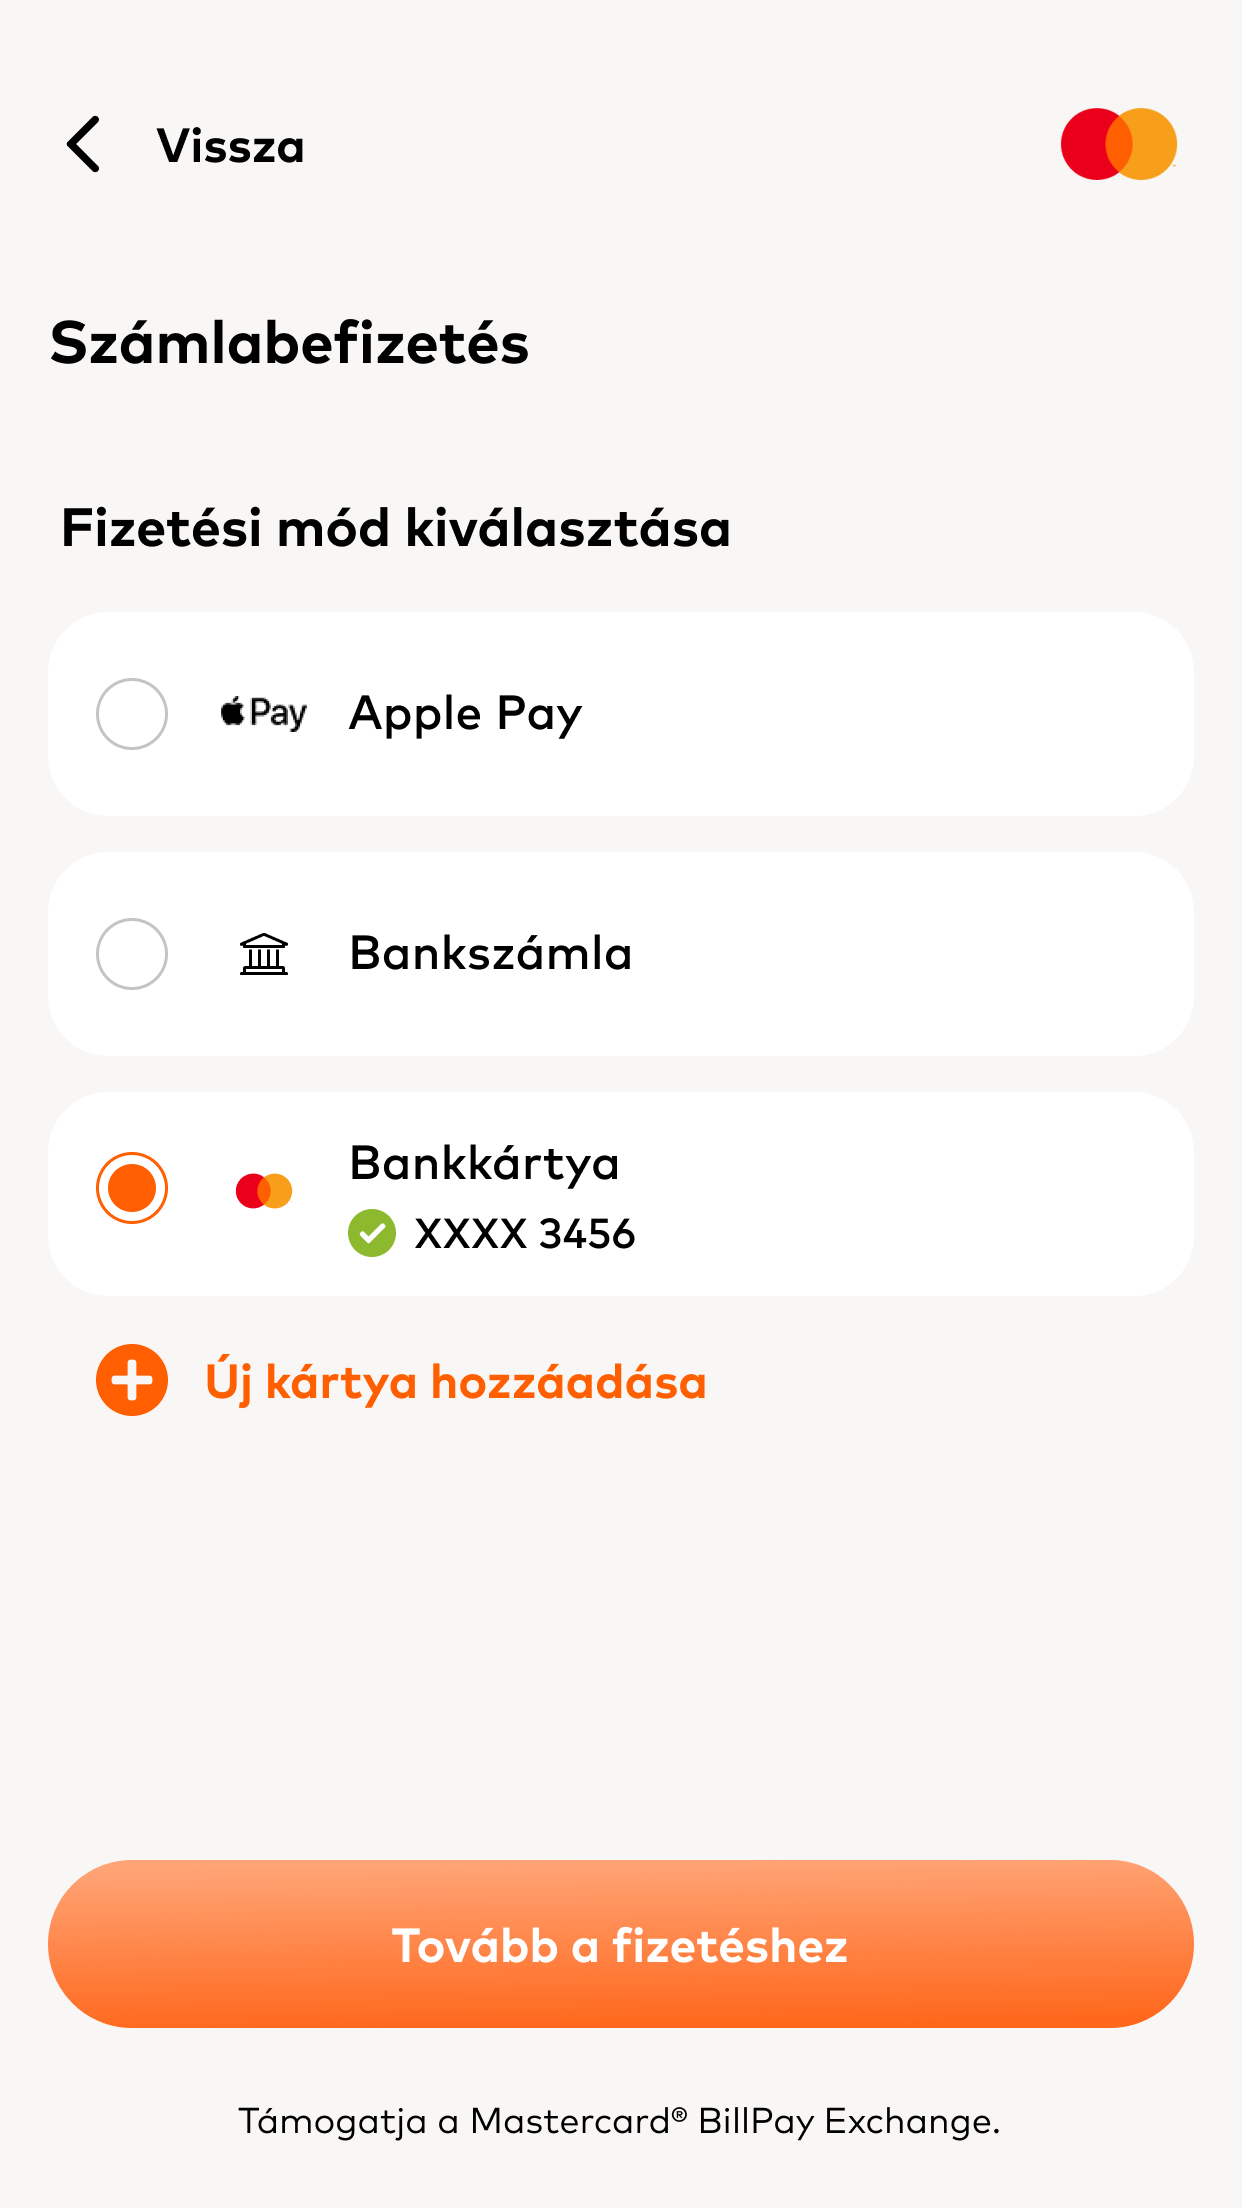 Vissza
Számlabefizetés
Fizetési mód kiválasztása
Pay Apple Pay
Bankszámla
Bankkártya
XXXX 3456
Új kártya hozzáadása
Tovább a fizetéshez
Támogatja a Mastercard® BillPay Exchange.